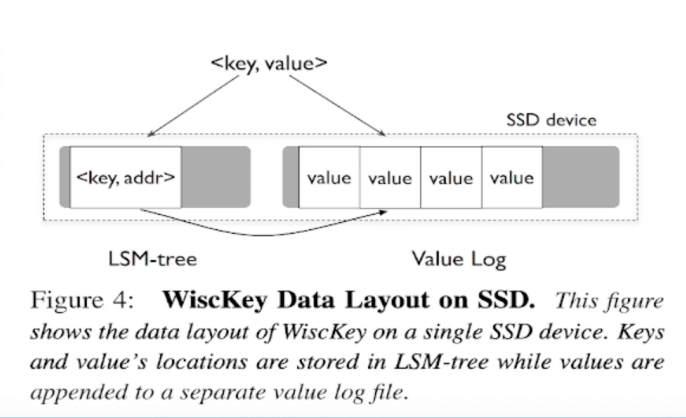 <key, value>
SSD device
<key, addr>
value value value value
LSM-tree
Value Log
Figure 4: WiscKey Data Layout on SSD. This figure
shows the data layout of WiscKey on a single SSD device. Keys
and value's locations are stored in LSM-tree while values are
appended to a separate value log file.